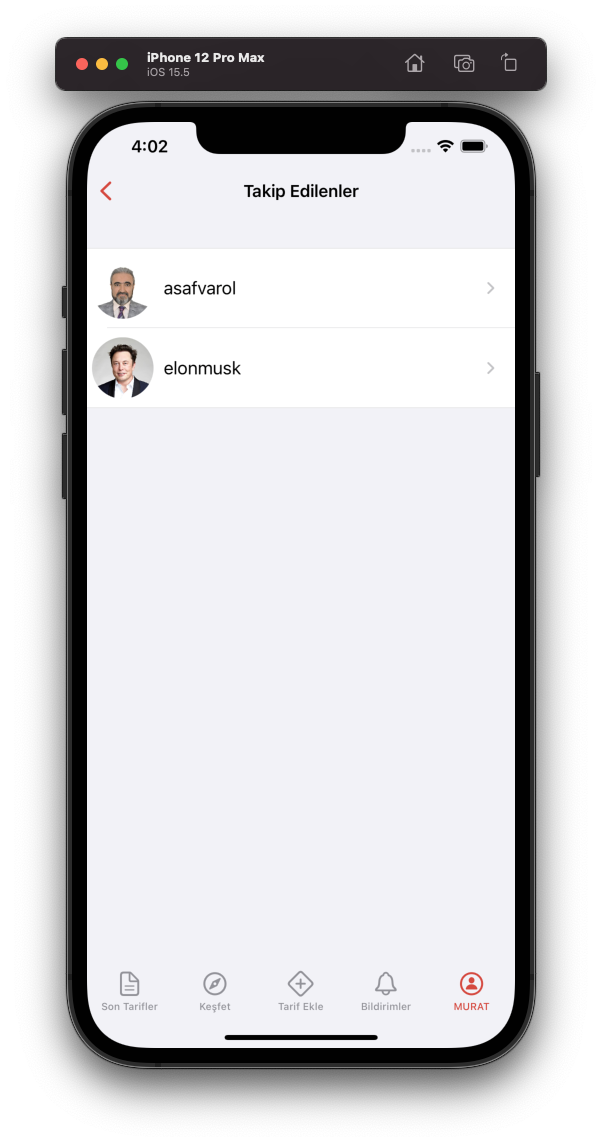 iPhone 12 Pro Max
iOS 15.5
4:02
Takip Edilenler
asafvarol
elonmusk
Son Tarifler
Keşfet
Tarif Ekle
Bildirimler
MURAT